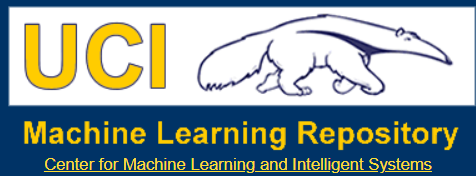 UCI
Machine Learning Repository
Center for Machine Learning and Intelligent Systems